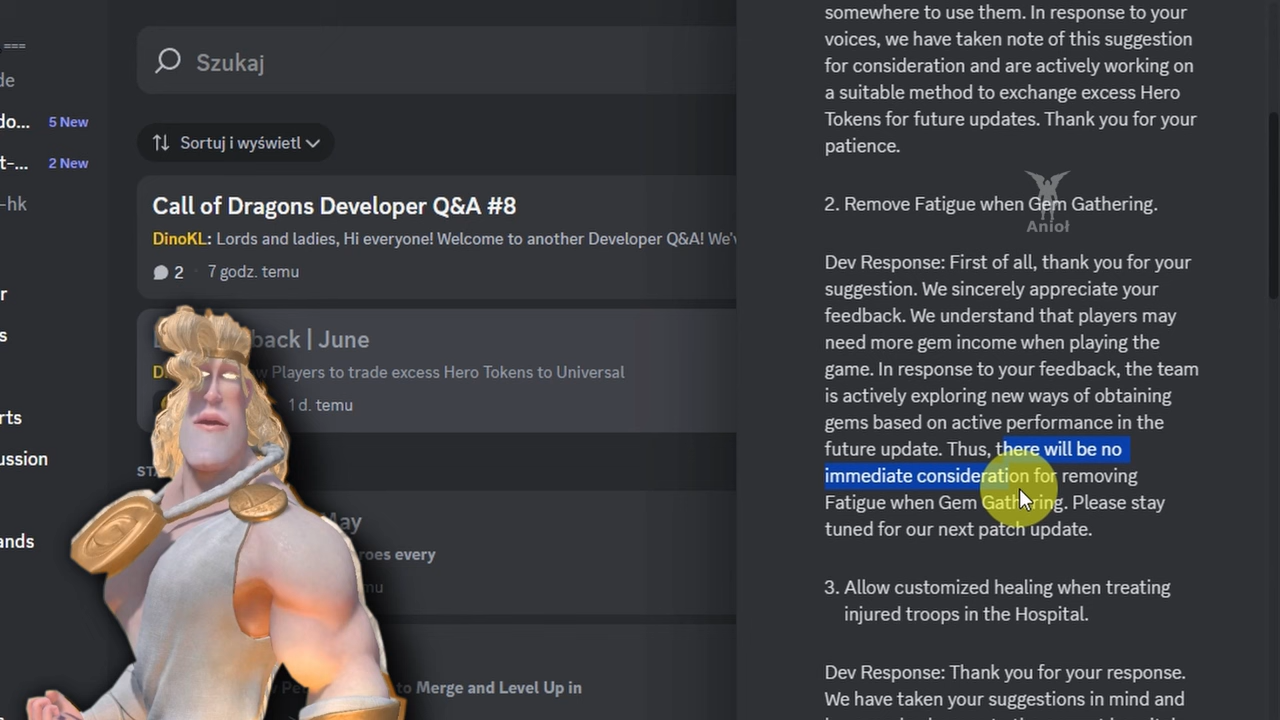 ===
de
do... 5 New
t-... 2 New
-hk
r
s
rts
ussion
ands
Szukaj
Sortuj i wyświetl
Call of Dragons Developer Q&A #8
DinoKL: Lords and ladies, Hi everyone! Welcome to another Developer Q&A! We'v
2 · 7 godz. temu
back | June
w Players to trade excess Hero Tokens to Universal
1 d. temu
May
roes every
mu
to Merge and Level Up in
somewhere to use them. In response to your
voices, we have taken note of this suggestion
for consideration and are actively working on
a suitable method to exchange excess Hero
Tokens for future updates. Thank you for your
patience.
2. Remove Fatigue when Gem Gathering.
Anioł
Dev Response: First of all, thank you for your
suggestion. We sincerely appreciate your
feedback. We understand that players may
need more gem income when playing the
game. In response to your feedback, the team
is actively exploring new ways of obtaining
gems based on active performance in the
future update. Thus, there will be no
immediate consideration for removing
Fatigue when Gem Gathering. Please stay
tuned for our next patch update.
3. Allow customized healing when treating
injured troops in the Hospital.
Dev Response: Thank you for your response.
We have taken your suggestions in mind and